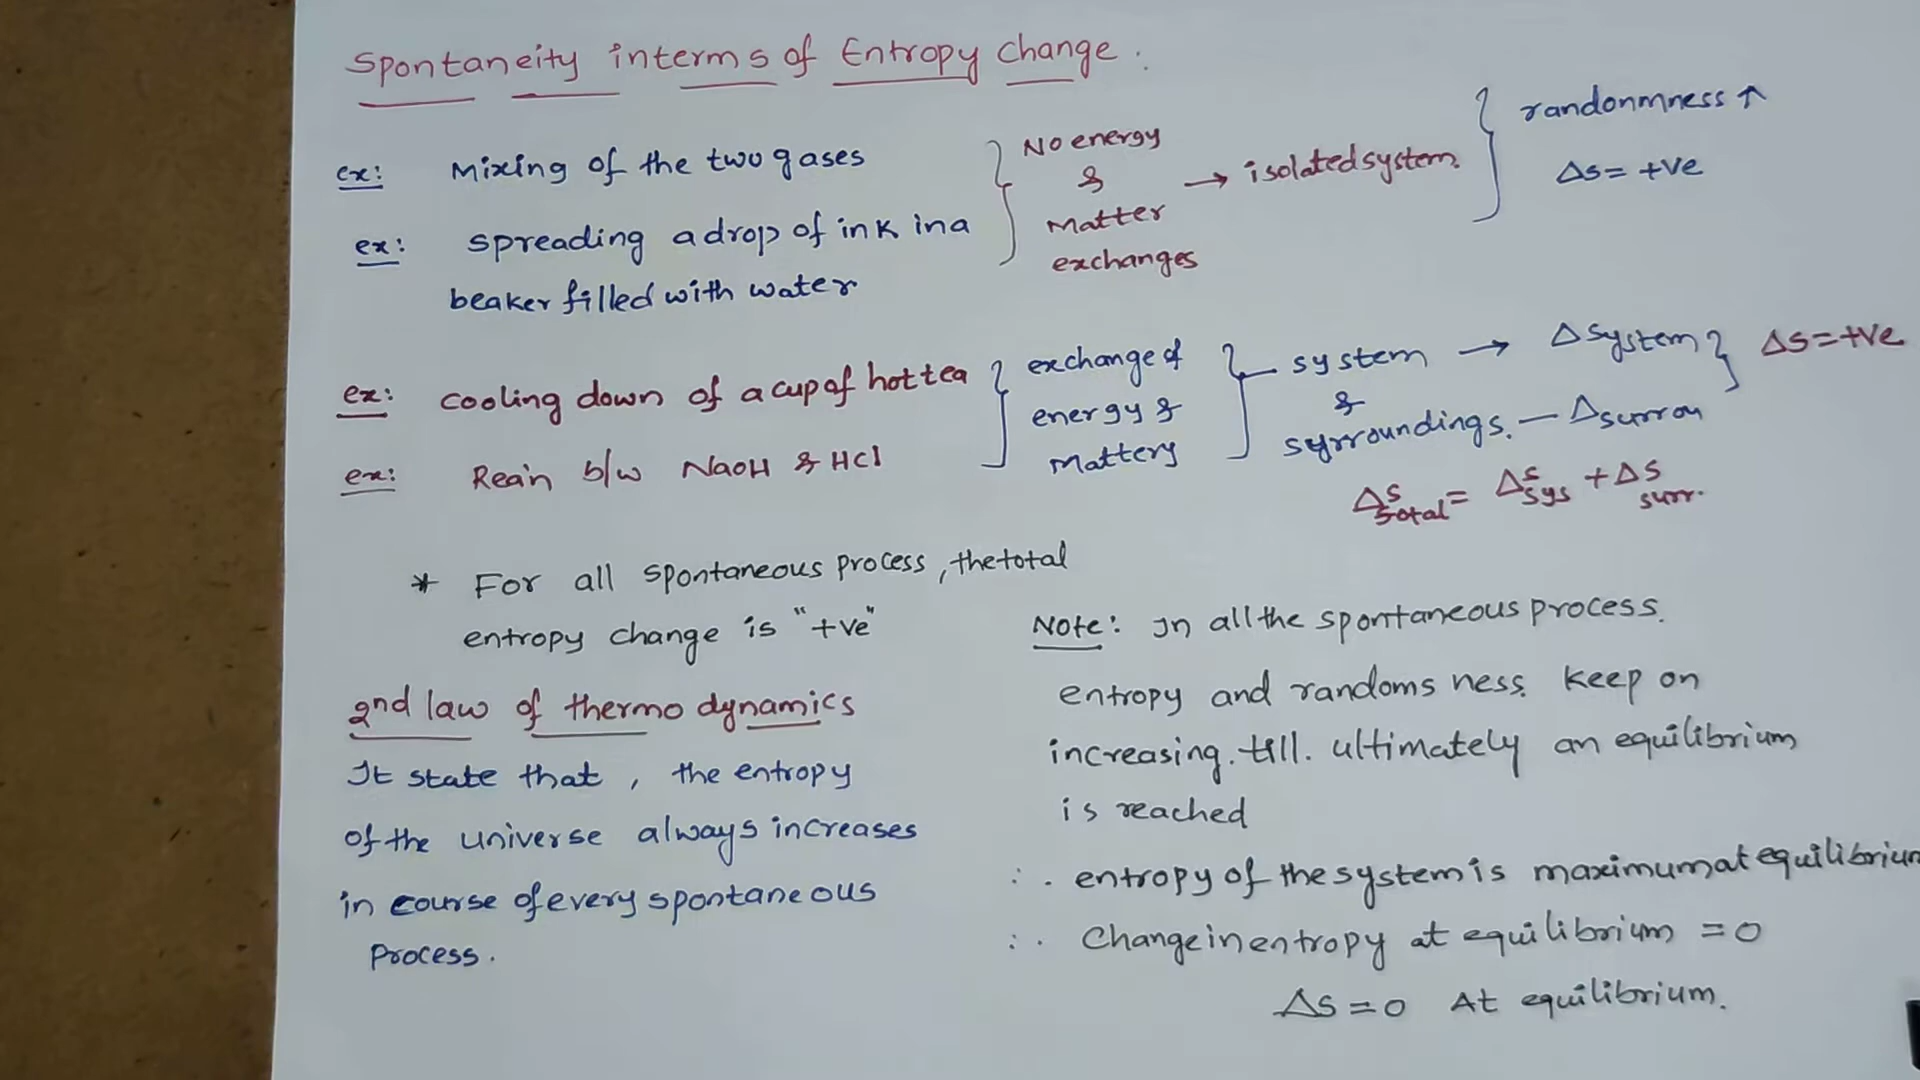 Spontaneity interms of Entropy change.
ex: Mixing of the two gases
ex: spreading a drop of ink in a
beaker filled with water
No energy
&
Matter
exchanges
→ isolated system.
randonmness ↑
Δs = +ve
ex: cooling down of a cup of hot tea
ex: Rea'n b/w NaOH & HCl
exchange of
energy &
Mattery
system → Δsystem
&
syrroundings. — Δsurrou
Δs = +ve
ΔS total = ΔS sys + ΔS surr.
* For all spontaneous process, the total
entropy change is "+ve"
2nd law of thermo dynamics
It state that, the entropy
of the universe always increases
in course of every spontaneous
process.
Note: In all the spontaneous process.
entropy and randoms ness. keep on
increasing. till. ultimately an equilibrium
is reached
∴ entropy of the system is maximum at equilibrium
∴ Change in entropy at equilibrium = 0
ΔS = 0 At equilibrium.